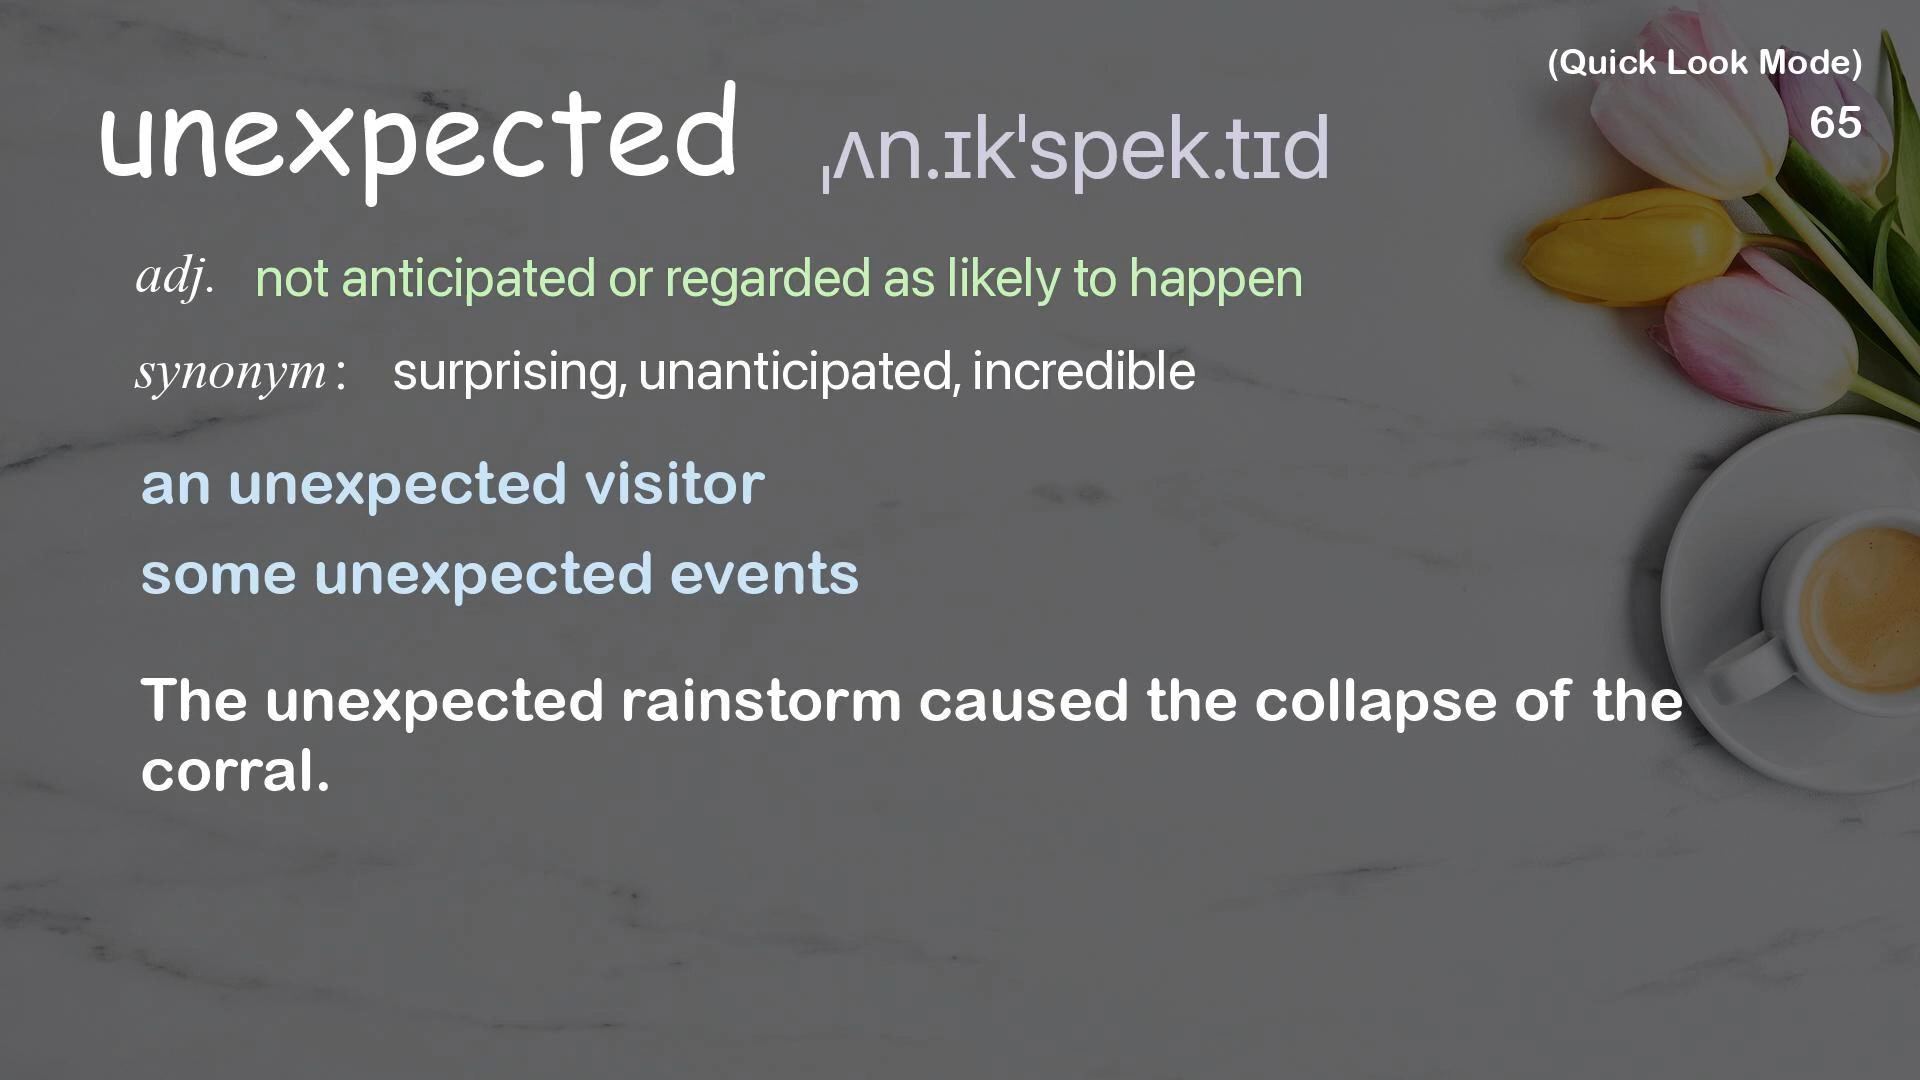 (Quick Look Mode)
65
unexpected ˌʌn.ɪkˈspek.tɪd
adj. not anticipated or regarded as likely to happen
synonym: surprising, unanticipated, incredible
an unexpected visitor
some unexpected events
The unexpected rainstorm caused the collapse of the
corral.